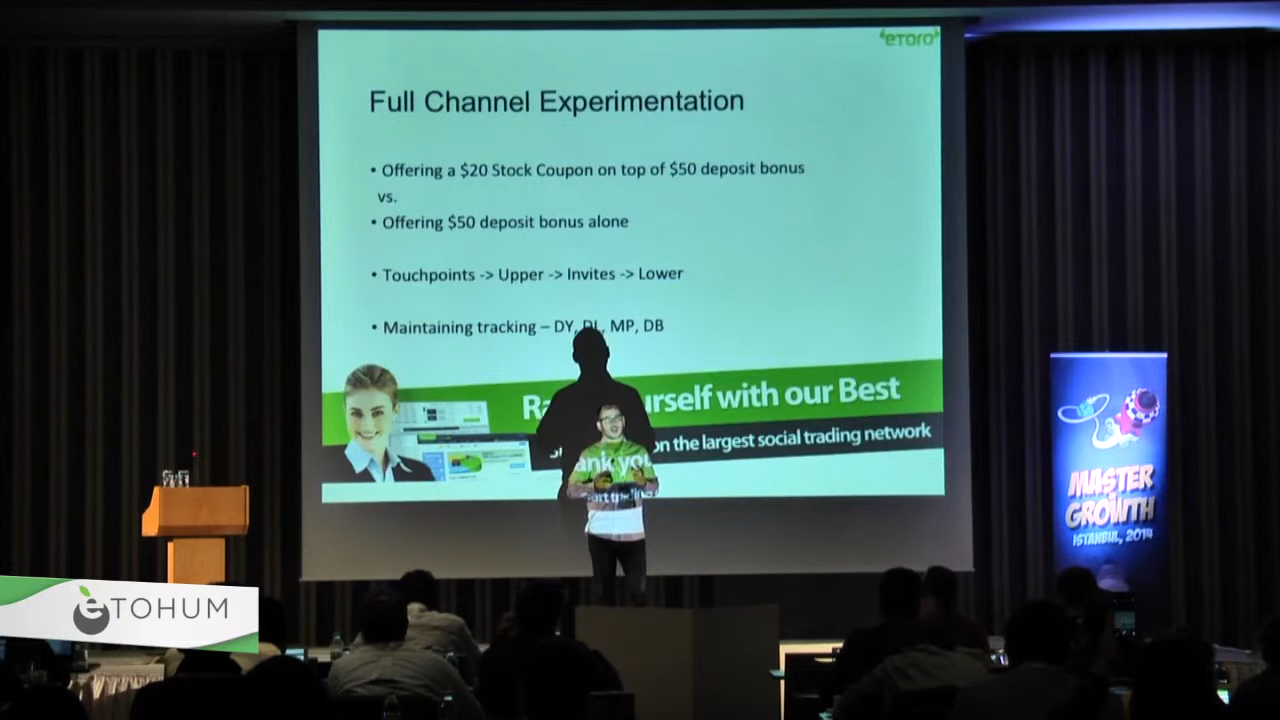 eToro
Full Channel Experimentation
• Offering a $20 Stock Coupon on top of $50 deposit bonus
vs.
• Offering $50 deposit bonus alone
• Touchpoints -> Upper -> Invites -> Lower
• Maintaining tracking – DY, DL, MP, DB
with our Best
on the largest social trading network
MASTER
of
GROWTH
ISTANBUL, 2014
eTOHUM